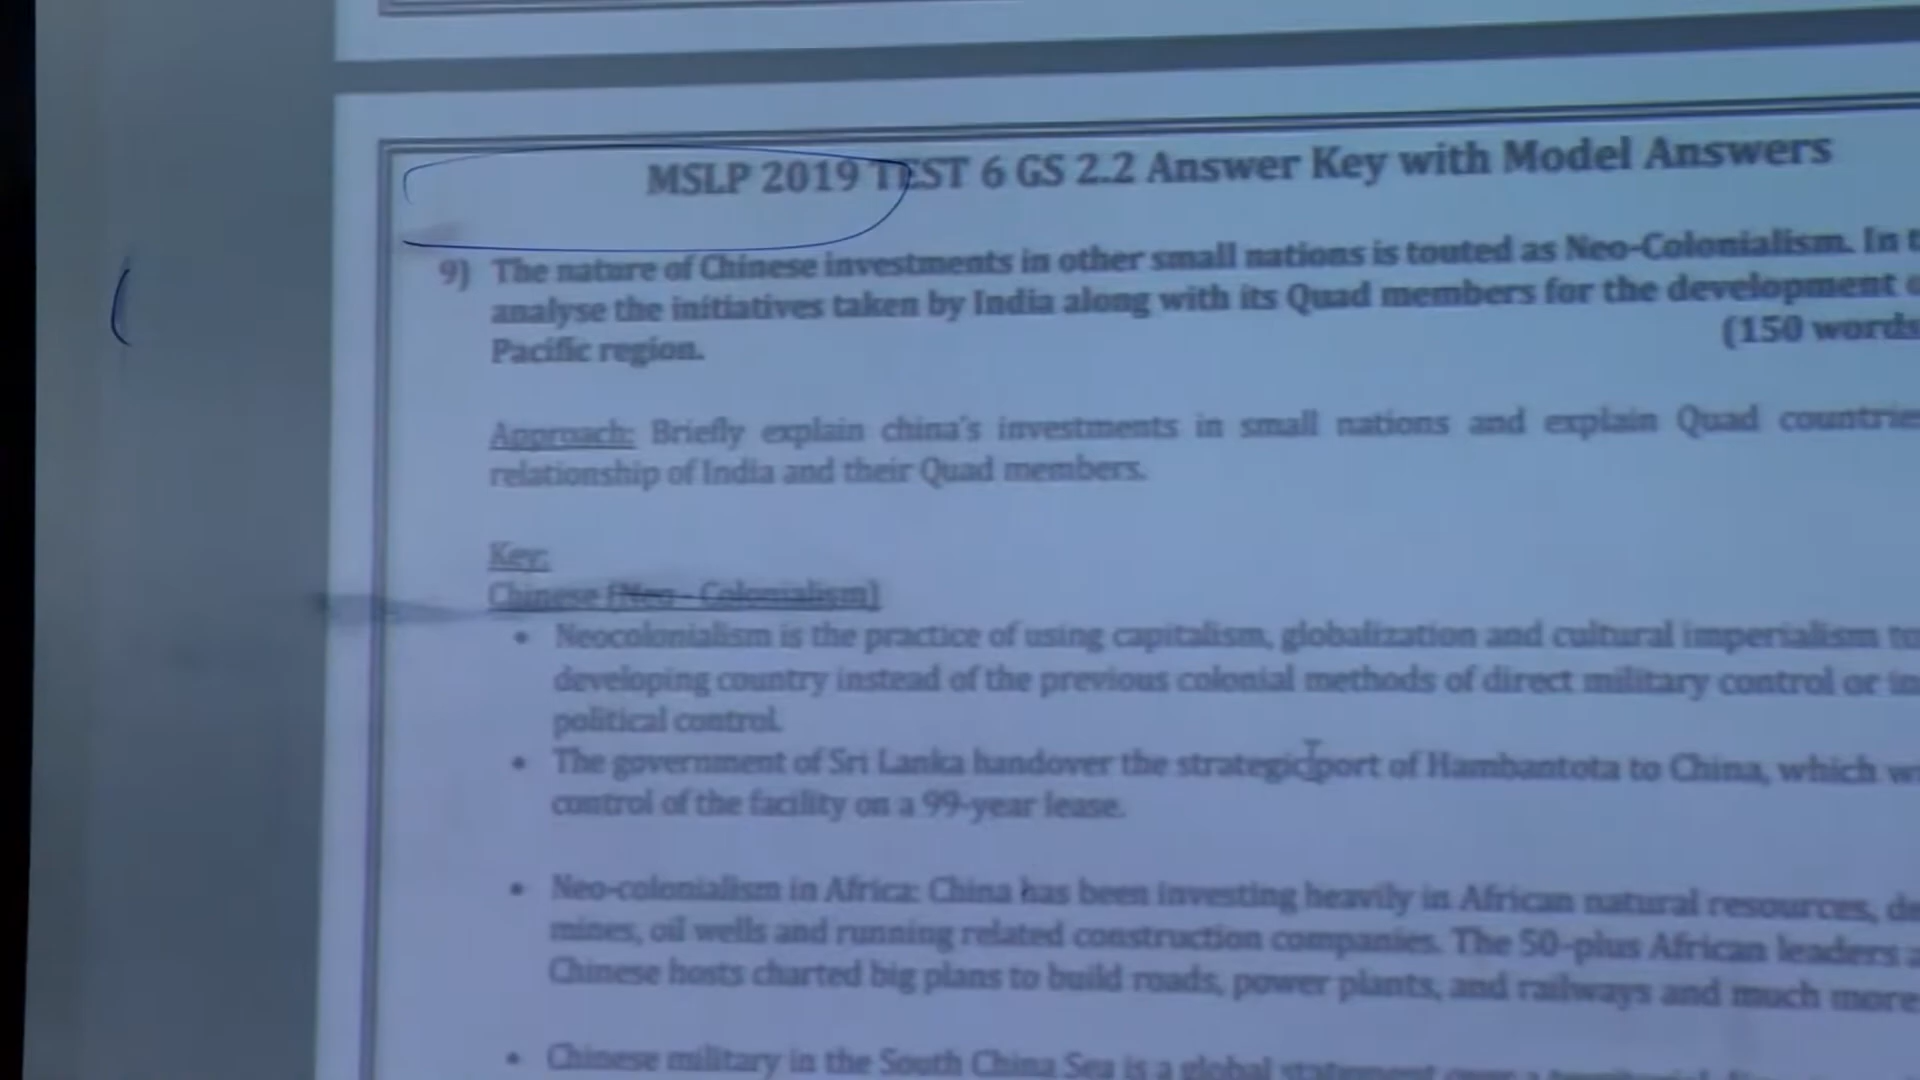 MSLP 2019 TEST 6 GS 2.2 Answer Key with Model Answers
9) The nature of Chinese investments in other small nations is touted as Neo-Colonialism. In t
analyse the initiatives taken by India along with its Quad members for the development o
Pacific region.
(150 words
Approach: Briefly explain china's investments in small nations and explain Quad countrie
relationship of India and their Quad members.
Key:
Chinese (Neo - Colonialism)
• Neocolonialism is the practice of using capitalism, globalization and cultural imperialism to
developing country instead of the previous colonial methods of direct military control or in
political control.
• The government of Sri Lanka handover the strategic port of Hambantota to China, which w
control of the facility on a 99-year lease.
• Neo-colonialism in Africa: China has been investing heavily in African natural resources, de
mines, oil wells and running related construction companies. The 50-plus African leaders a
Chinese hosts charted big plans to build roads, power plants, and railways and much more
• Chinese military in the South China Sea is a global statement over a territorial